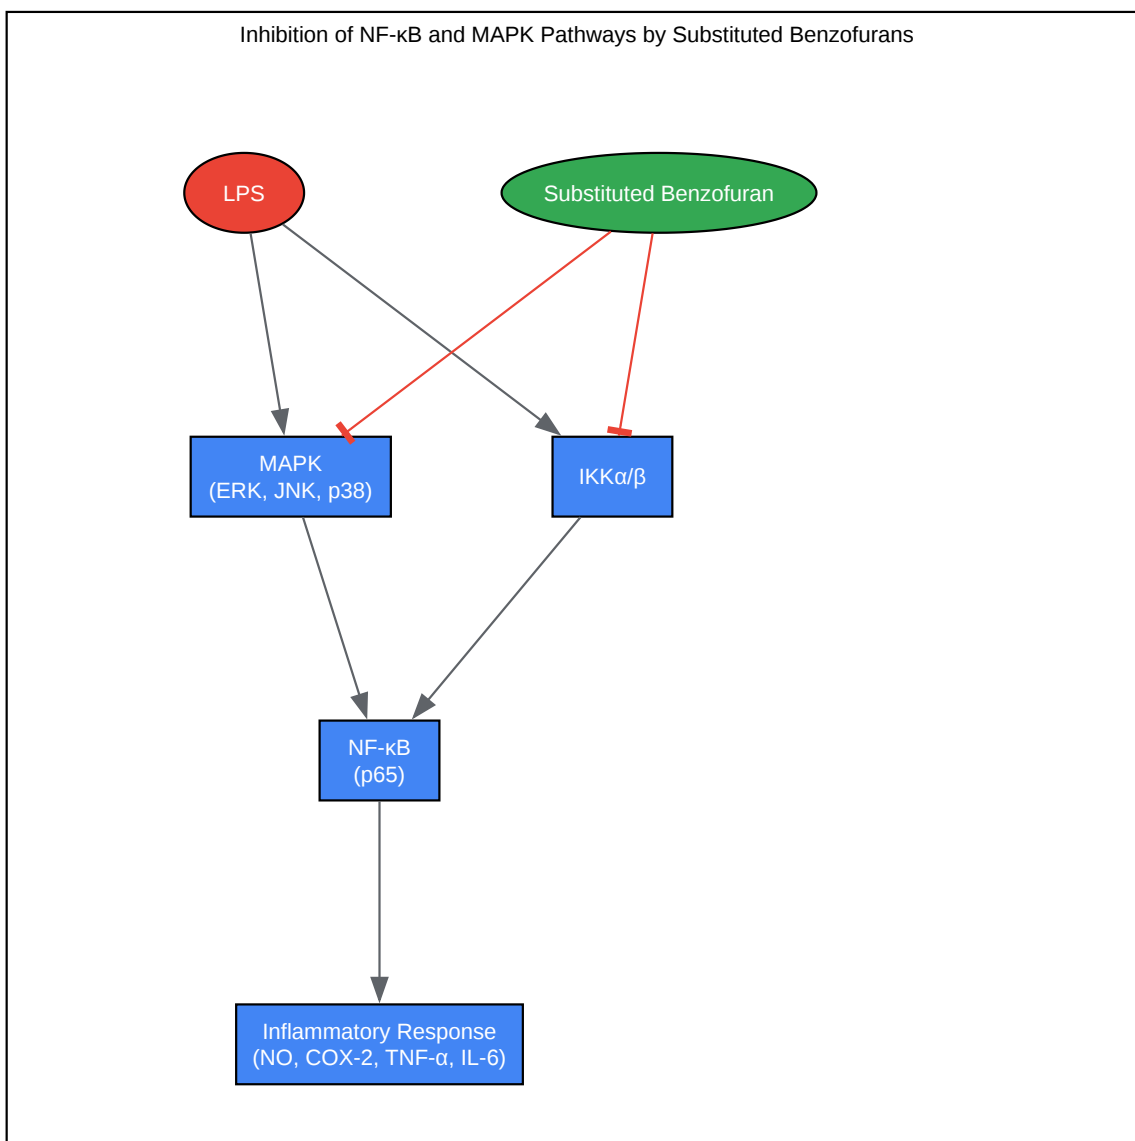 Inhibition of NF-κB and MAPK Pathways by Substituted Benzofurans
LPS
Substituted Benzofuran
MAPK
(ERK, JNK, p38)
IKKα/β
NF-κB
(p65)
Inflammatory Response
(NO, COX-2, TNF-α, IL-6)